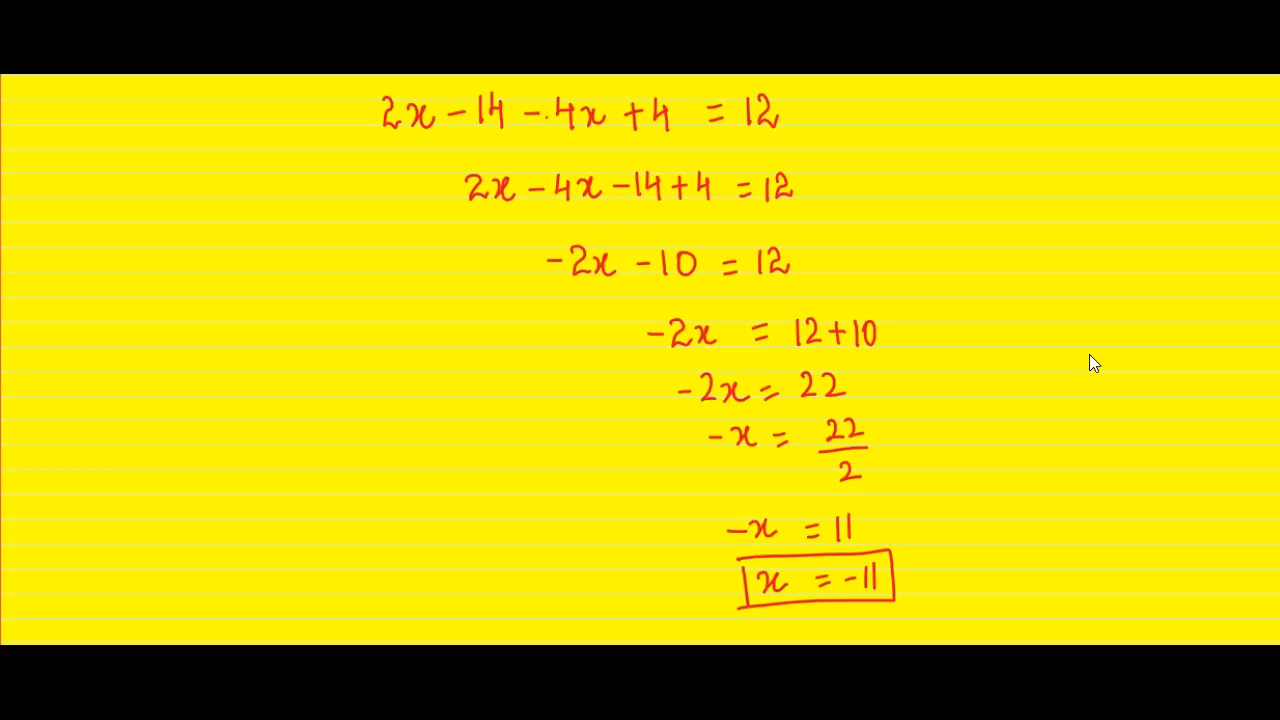 2x - 14 - 4x + 4 = 12
2x - 4x - 14 + 4 = 12
-2x - 10 = 12
-2x = 12 + 10
-2x = 22
-x = 22/2
-x = 11
x = -11